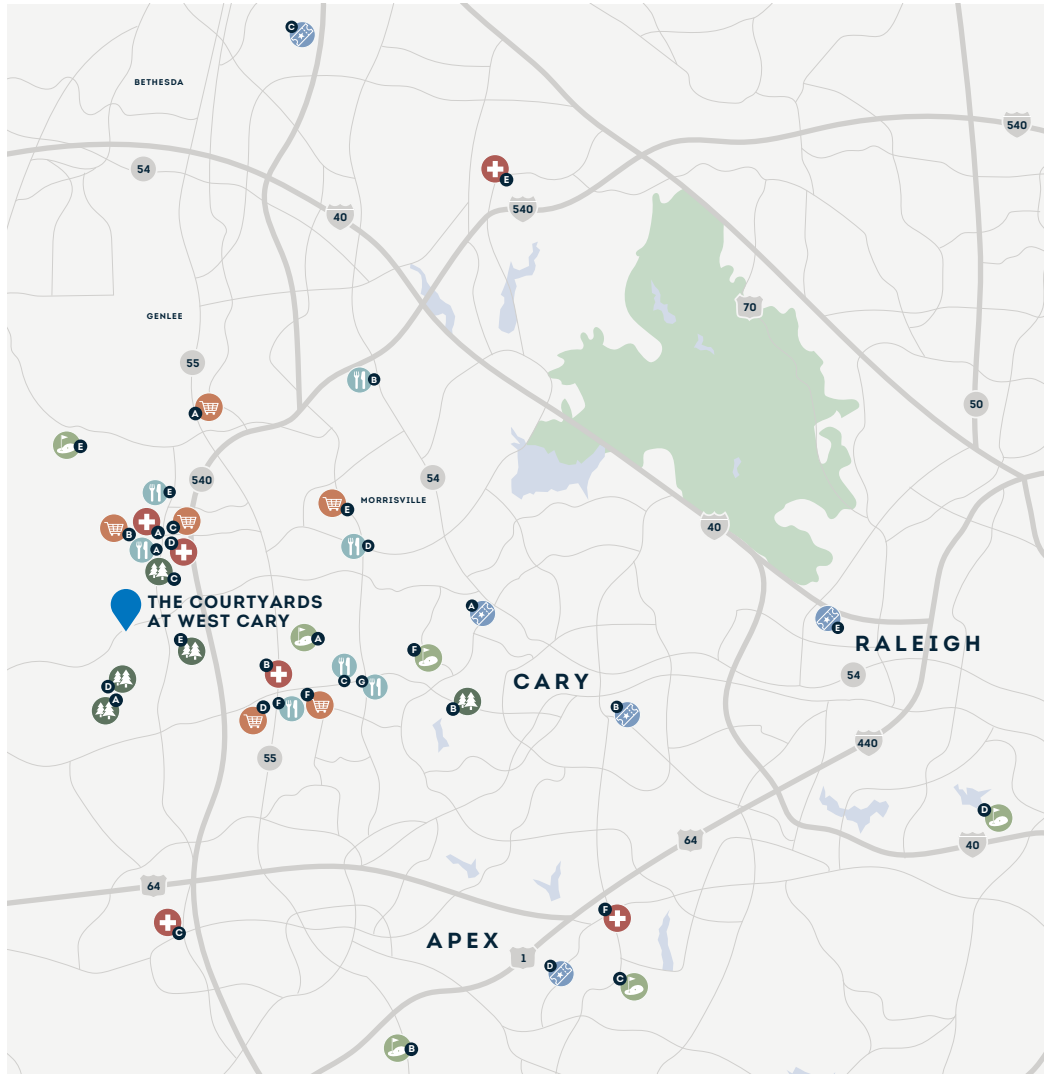 C
BETHESDA
540
54
E
40
540
70
GENLEE
55
B
A
50
E
540
54
E
E
MORRISVILLE
40
B
A
C
D
A
D
C
THE COURTYARDS
AT WEST CARY
A
E
E
A
F
RALEIGH
B
54
D
C
G
CARY
A
B
B
D
F
F
440
55
D
64
40
64
F
C
APEX
1
D
C
B